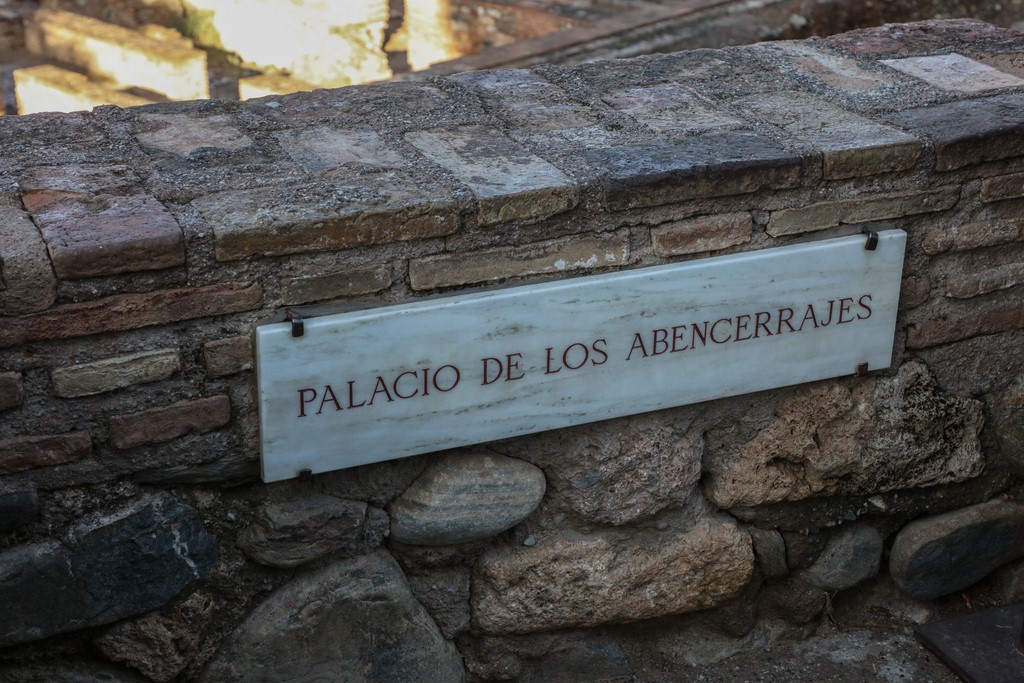 PALACIO DE LOS ABENCERRAJES